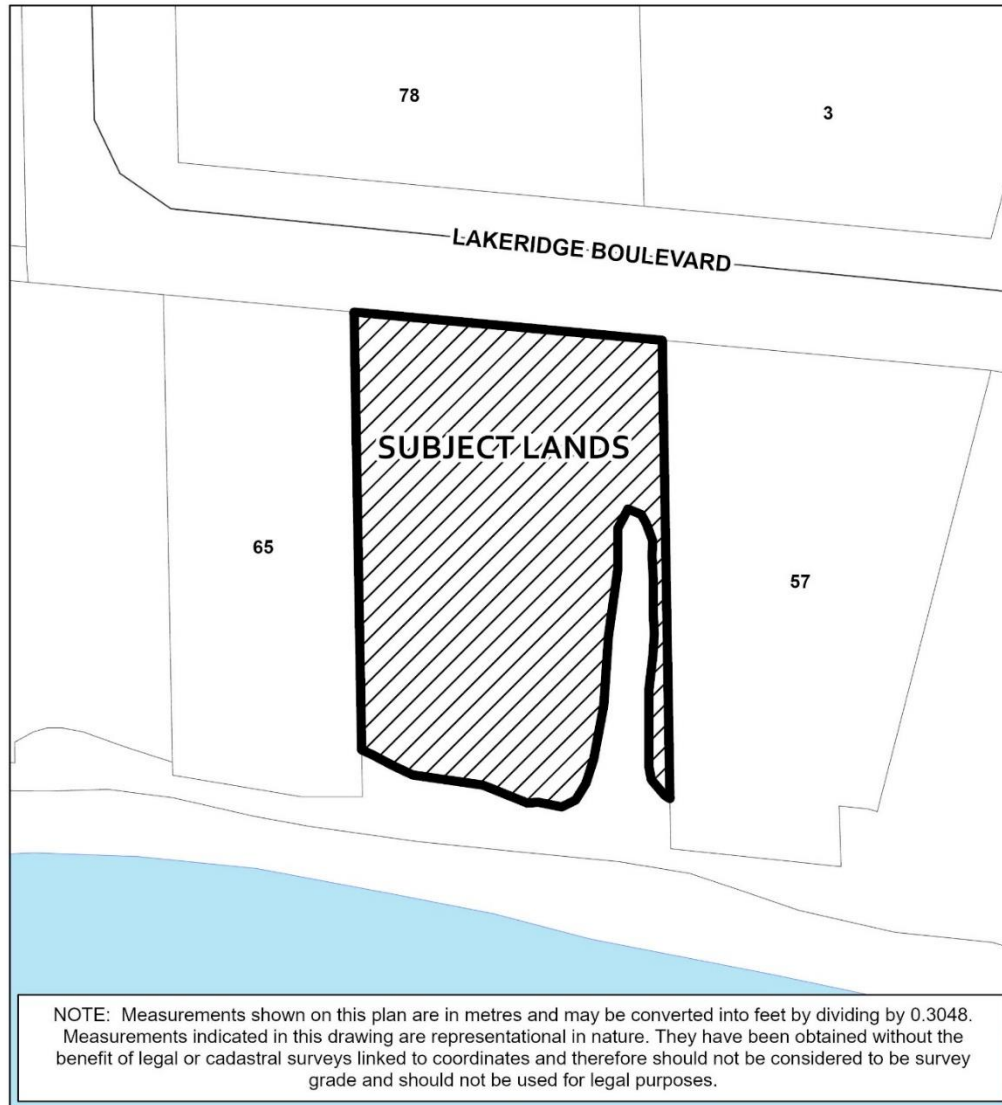 78
3
LAKERIDGE BOULEVARD
SUBJECT LANDS
65
57
NOTE: Measurements shown on this plan are in metres and may be converted into feet by dividing by 0.3048.
Measurements indicated in this drawing are representational in nature. They have been obtained without the
benefit of legal or cadastral surveys linked to coordinates and therefore should not be considered to be survey
grade and should not be used for legal purposes.